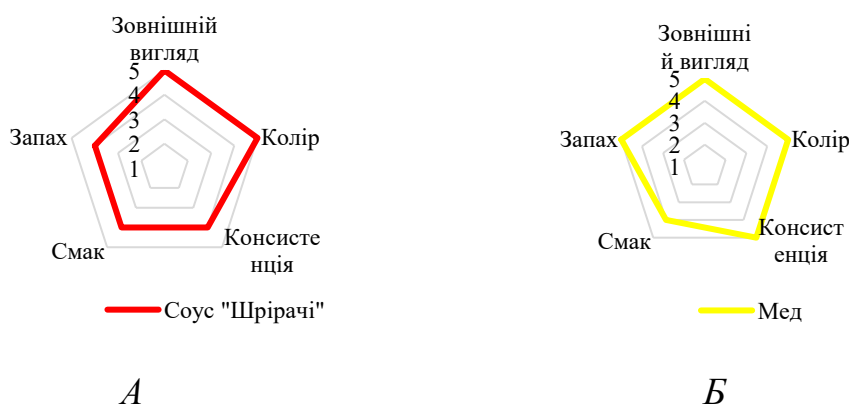 Зовнішній
вигляд
5
4
3
2
1
Запах
Колір
Смак
Консисте
нція
Соус "Шрірачі"
А
Зовнішні
й вигляд
5
4
3
2
1
Запах
Колір
Смак
Консист
енція
Мед
Б